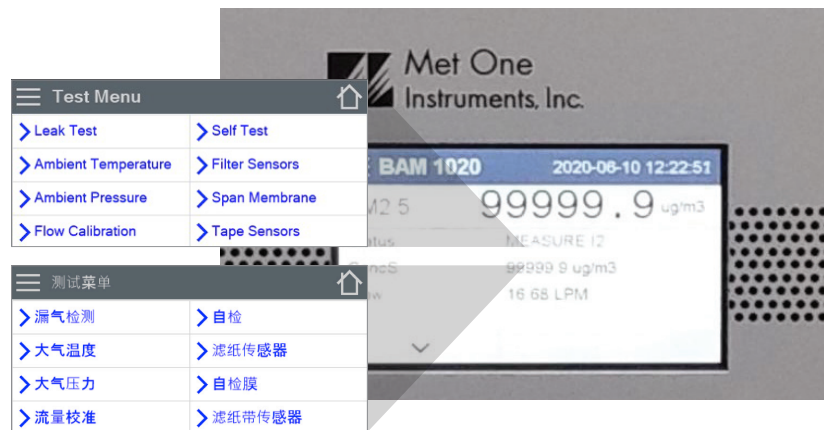 Met One
Instruments, Inc.
Test Menu
Leak Test
Self Test
Ambient Temperature
Filter Sensors
Ambient Pressure
Span Membrane
Flow Calibration
Tape Sensors
BAM 1020 2020-06-10 12:22:51
99999.9 ug/m3
MEASURE I2
99999.9 ug/m3
16.68 LPM
测试菜单
漏气检测
自检
大气温度
滤纸传感器
大气压力
自检膜
流量校准
滤纸带传感器